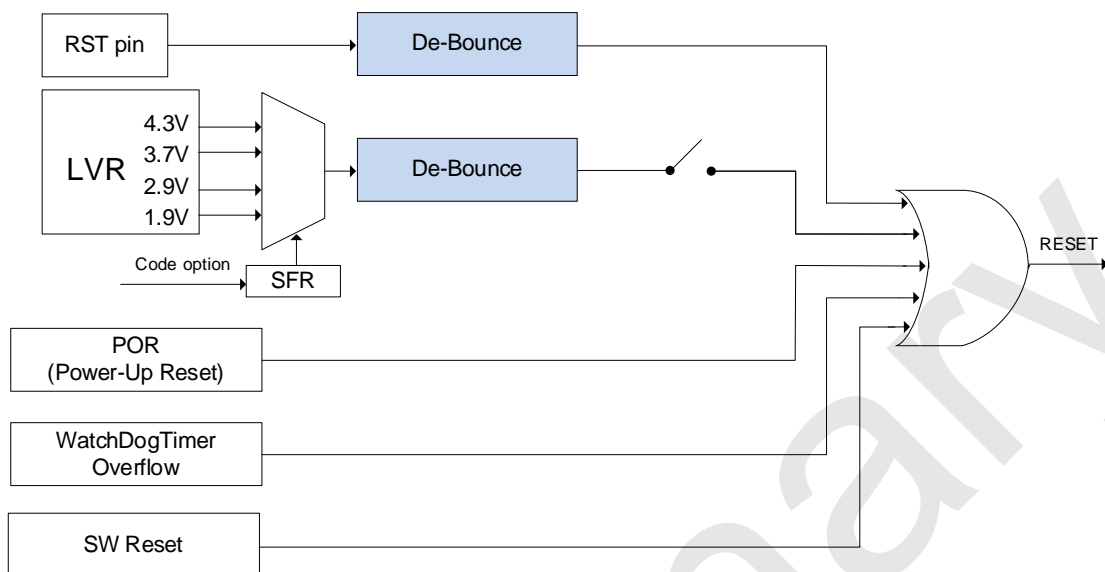 RST pin
De-Bounce
LVR
4.3V
3.7V
2.9V
1.9V
De-Bounce
Code option
SFR
RESET
POR
(Power-Up Reset)
WatchDogTimer
Overflow
SW Reset